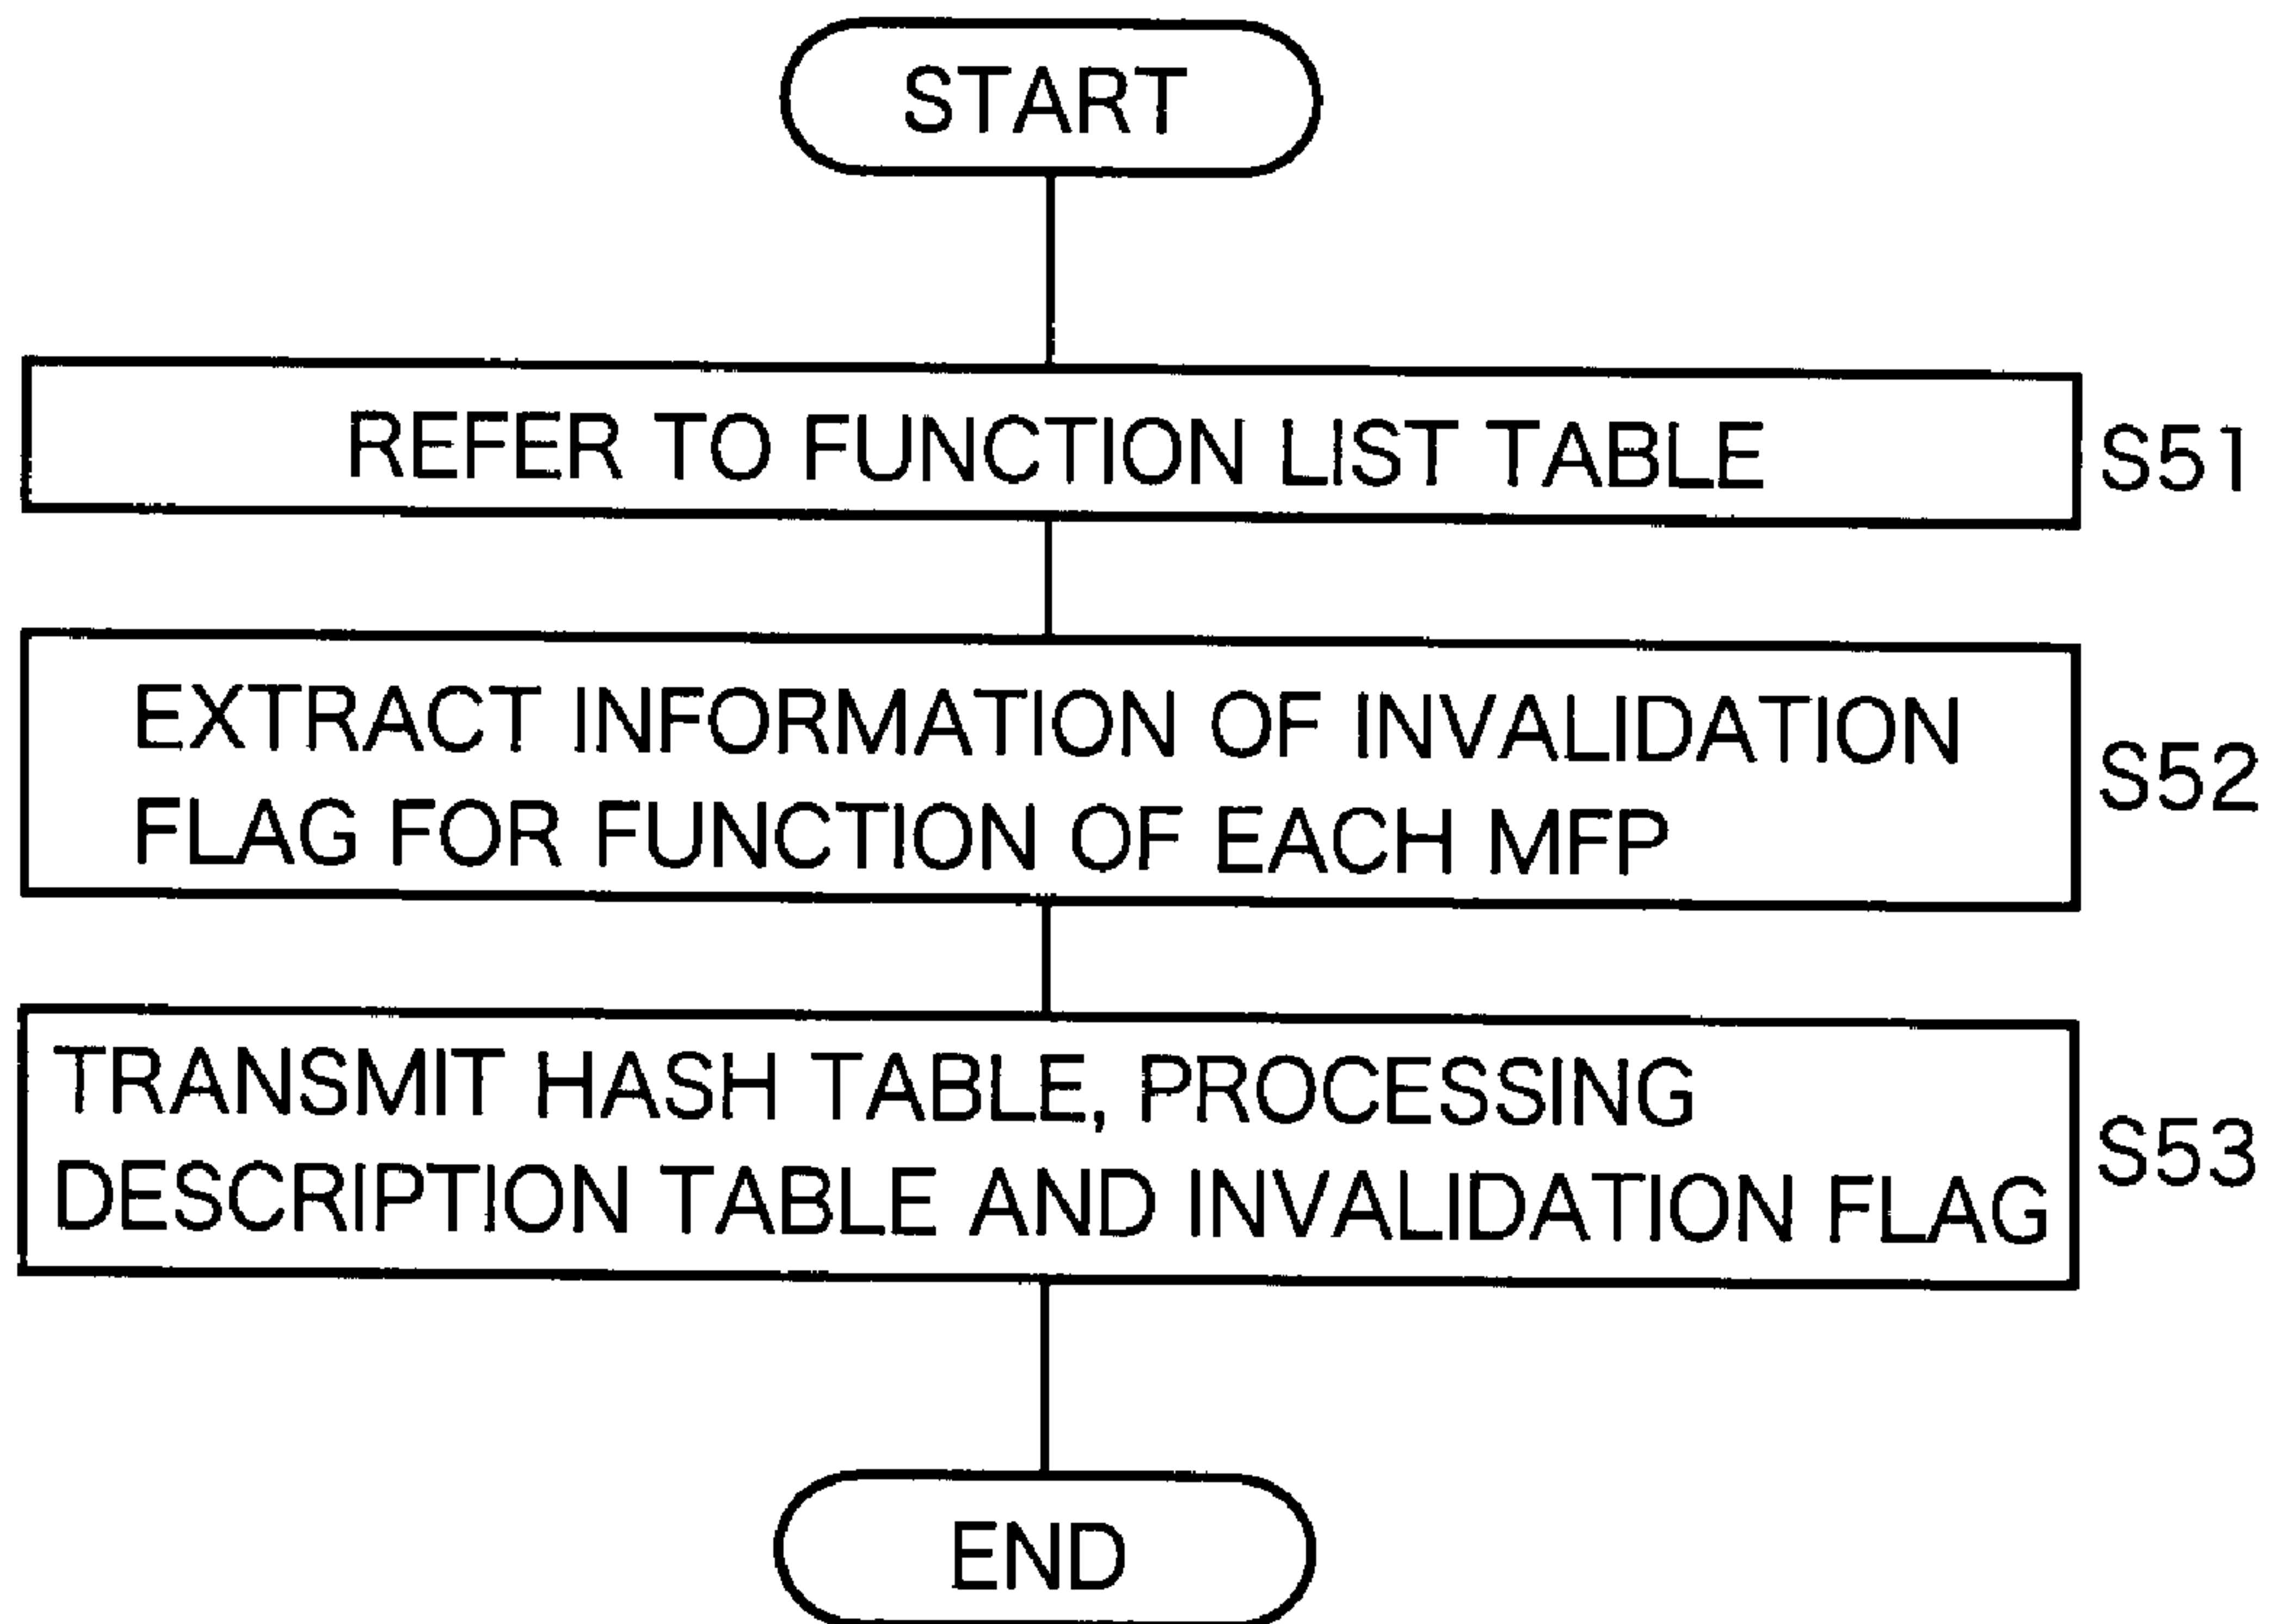 START
REFER TO FUNCTION LIST TABLE
S51
EXTRACT INFORMATION OF INVALIDATION
FLAG FOR FUNCTION OF EACH MFP
S52
TRANSMIT HASH TABLE, PROCESSING
DESCRIPTION TABLE AND INVALIDATION FLAG
S53
END